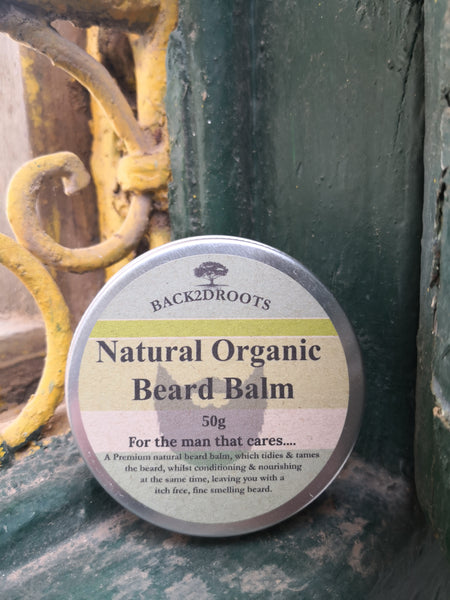 BACK2DROOTS
Natural Organic
Beard Balm
50g
For the man that cares....
A Premium natural beard balm, which tidies & tames
the beard, whilst conditioning & nourishing
at the same time, leaving you with a
itch free, fine smelling beard.